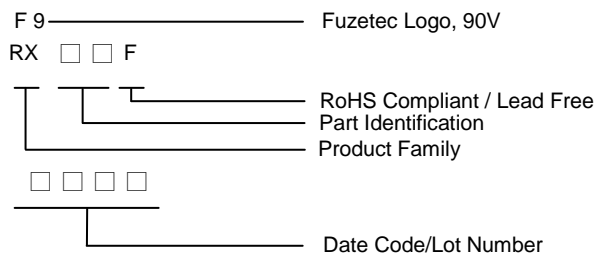 F 9 Fuzetec Logo, 90V
RX □ □ F
RoHS Compliant / Lead Free
Part Identification
Product Family
□ □ □ □
Date Code/Lot Number